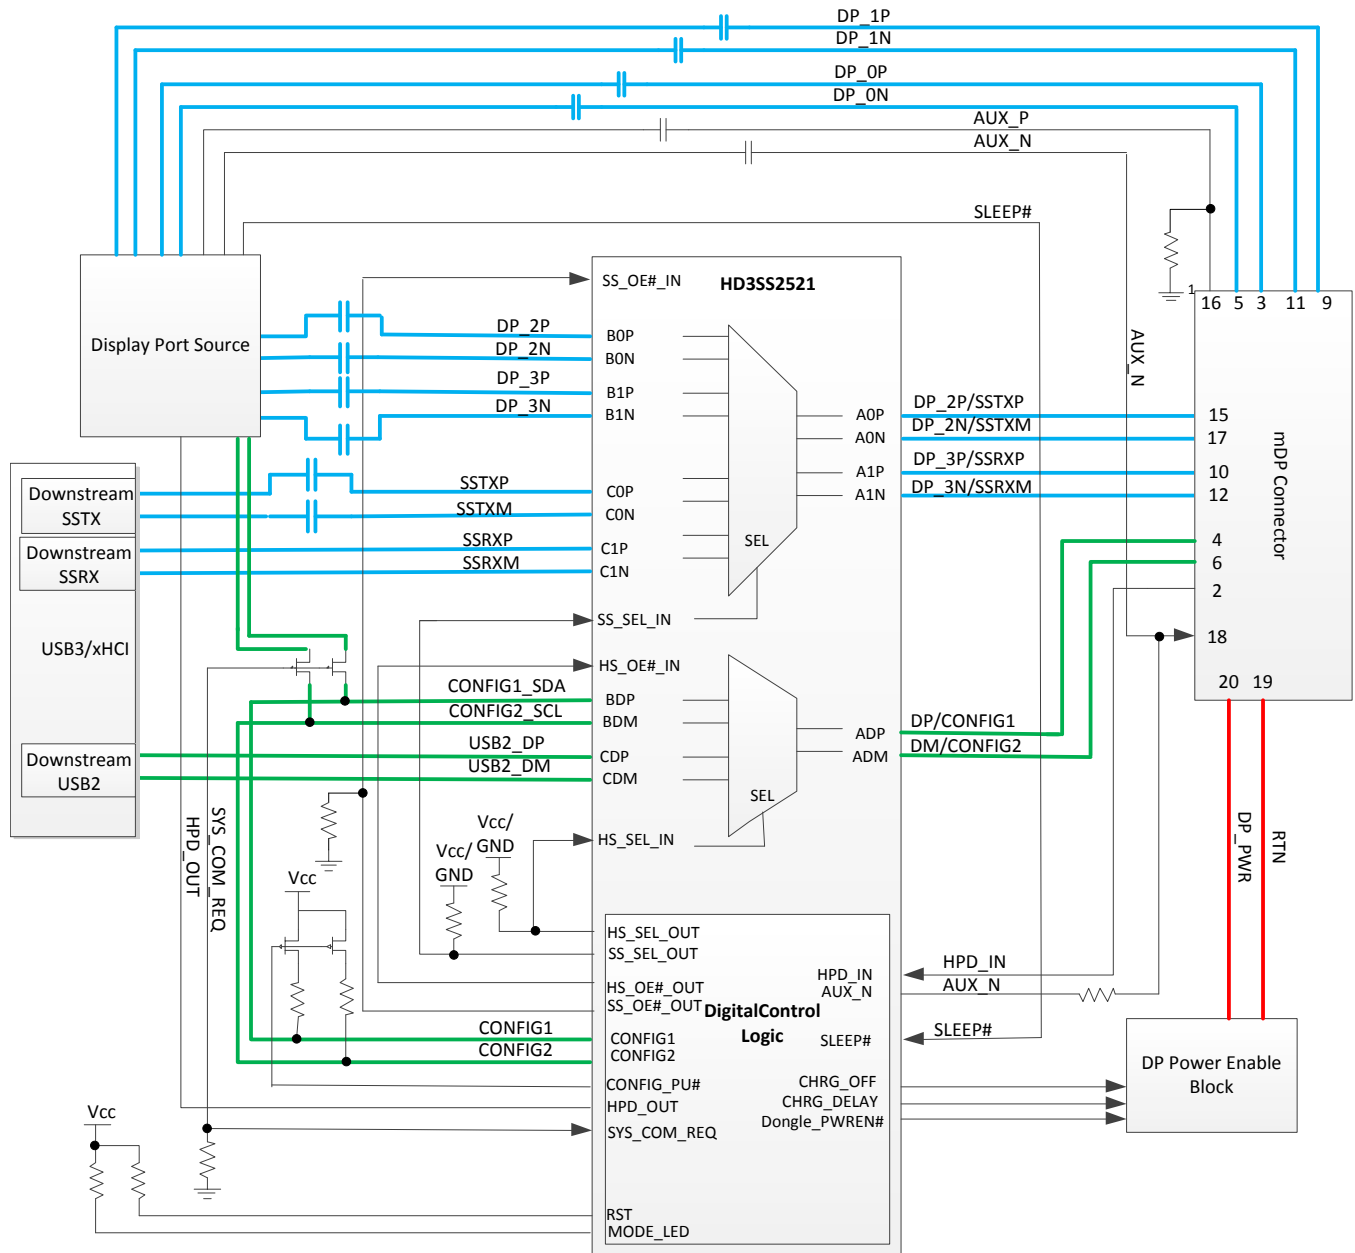 DP_1P
DP_1N
DP_0P
DP_0N
AUX_P
AUX_N
SLEEP#
Display Port Source
SS_OE#_IN
HD3SS2521
1
16
5
3
11
9
DP_2P
B0P
DP_2N
B0N
DP_3P
B1P
DP_3N
B1N
AUX_N
A0P
DP_2P/SSTXP
15
A0N
DP_2N/SSTXM
17
A1P
DP_3P/SSRXP
10
A1N
DP_3N/SSRXM
12
mDP Connector
Downstream
SSTX
SSTXP
C0P
SSTXM
C0N
Downstream
SSRX
SSRXP
C1P
SSRXM
C1N
SEL
4
6
2
18
20
19
SS_SEL_IN
USB3/xHCI
HS_OE#_IN
CONFIG1_SDA
BDP
CONFIG2_SCL
BDM
ADP
DP/CONFIG1
ADM
DM/CONFIG2
Downstream
USB2
USB2_DP
CDP
USB2_DM
CDM
SEL
HS_SEL_IN
SYS_COM_REQ
HPD_OUT
Vcc/
GND
Vcc/
GND
Vcc
DP_PWR
RTN
HS_SEL_OUT
SS_SEL_OUT
HS_OE#_OUT
SS_OE#_OUT
DigitalControl
Logic
HPD_IN
HPD_IN
AUX_N
AUX_N
SLEEP#
SLEEP#
CONFIG1
CONFIG1
CONFIG2
CONFIG2
CONFIG_PU#
HPD_OUT
SYS_COM_REQ
CHRG_OFF
CHRG_DELAY
Dongle_PWREN#
DP Power Enable
Block
Vcc
RST
MODE_LED